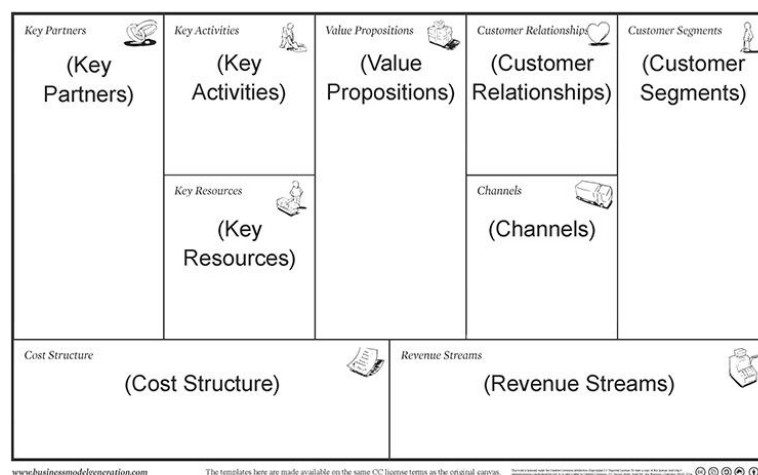 Key Partners
(Key
Partners)
Key Activities
(Key
Activities)
Key Resources
(Key
Resources)
Value Propositions
(Value
Propositions)
Customer Relationships
(Customer
Relationships)
Channels
(Channels)
Customer Segments
(Customer
Segments)
Cost Structure
(Cost Structure)
Revenue Streams
(Revenue Streams)
www.businessmodelgeneration.com
The templates here are made available on the same CC license terms as the original canvas.